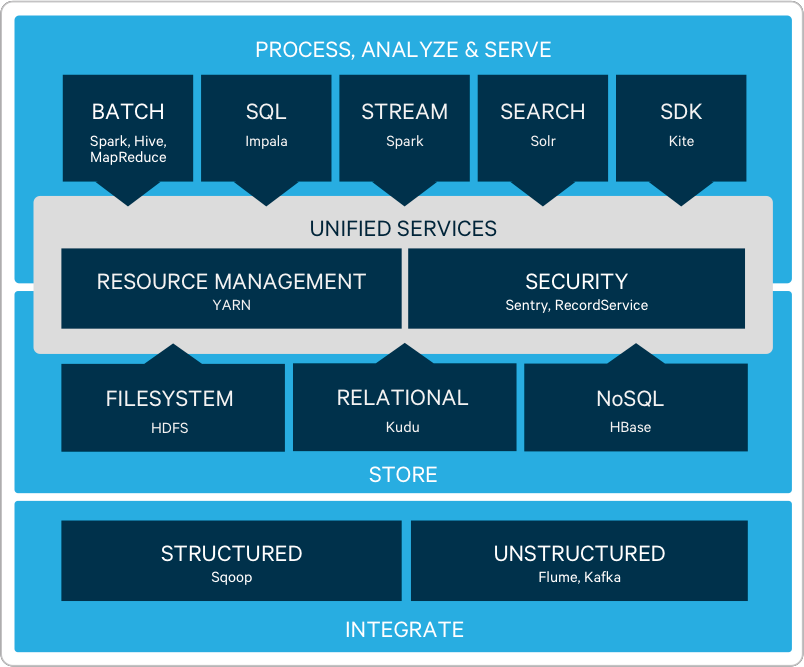 PROCESS, ANALYZE & SERVE
BATCH
Spark, Hive,
MapReduce
SQL
Impala
STREAM
Spark
SEARCH
Solr
SDK
Kite
UNIFIED SERVICES
RESOURCE MANAGEMENT
YARN
SECURITY
Sentry, RecordService
FILESYSTEM
HDFS
RELATIONAL
Kudu
NoSQL
HBase
STORE
STRUCTURED
Sqoop
UNSTRUCTURED
Flume, Kafka
INTEGRATE